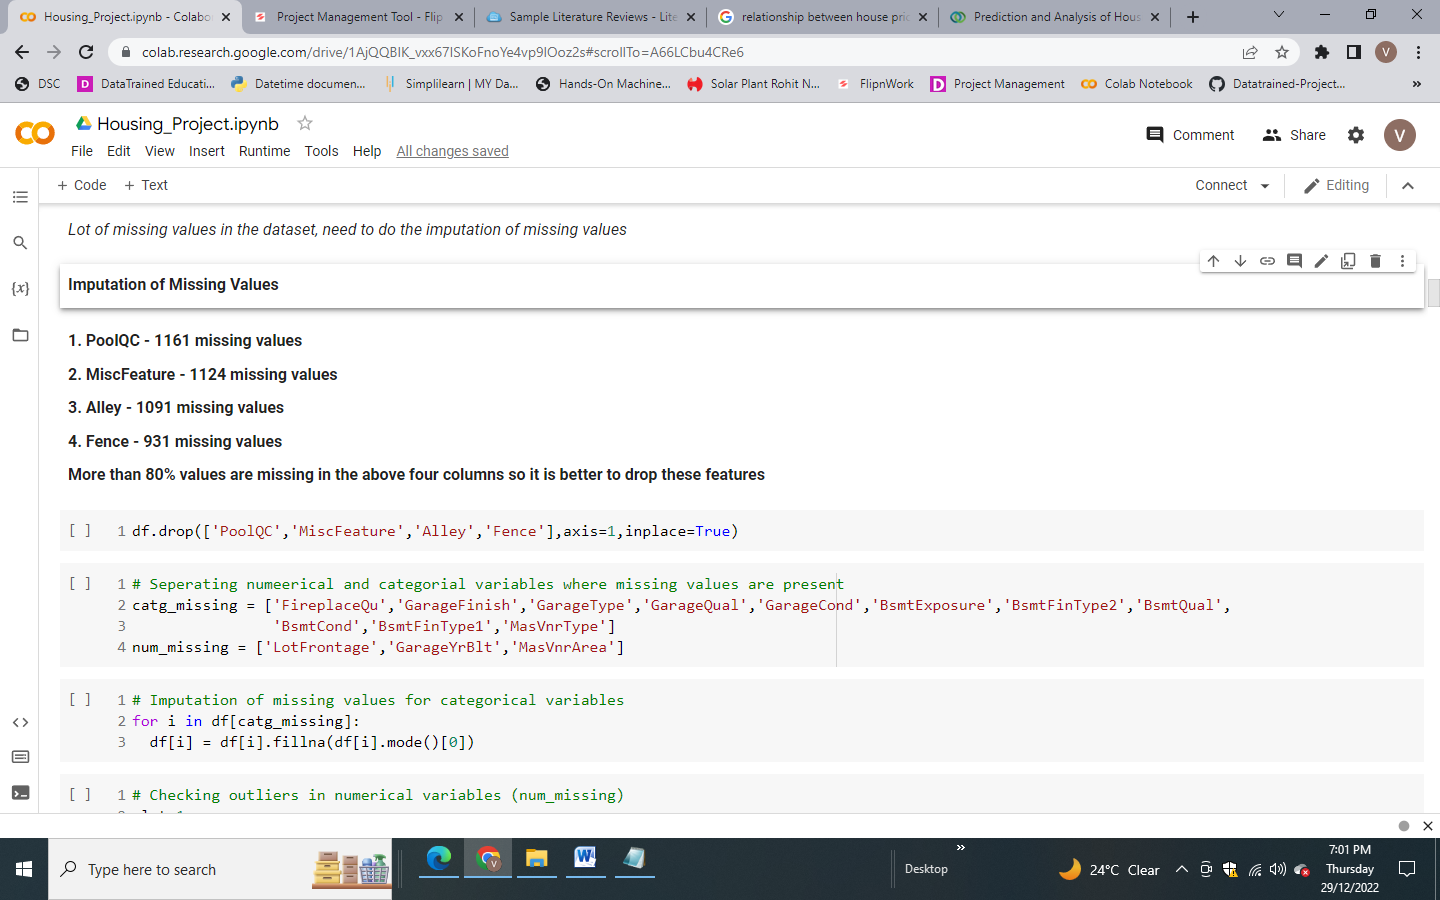 Housing_Project.ipynb - Colabo
Project Management Tool - Flip
Sample Literature Reviews - Lite
relationship between house pric
Prediction and Analysis of Hous
colab.research.google.com/drive/1AjQQBIK_vxx67ISKoFnoYe4vp9IOoz2s#scrollTo=A66LCbu4CRe6
V
DSC
DataTrained Educati...
Datetime documen...
Simplilearn | MY Da...
Hands-On Machine...
Solar Plant Rohit N...
FlipnWork
Project Management
Colab Notebook
Datatrained-Project...
»
Housing_Project.ipynb
Comment
Share
V
File Edit View Insert Runtime Tools Help All changes saved
+ Code + Text
Connect
Editing
Lot of missing values in the dataset, need to do the imputation of missing values
Imputation of Missing Values
{x}
1. PoolQC - 1161 missing values
2. MiscFeature - 1124 missing values
3. Alley - 1091 missing values
4. Fence - 931 missing values
More than 80% values are missing in the above four columns so it is better to drop these features
[ ] 1 df.drop(['PoolQC','MiscFeature','Alley','Fence'],axis=1,inplace=True)
[ ] 1 # Seperating numeerical and categorial variables where missing values are present
2 catg_missing = ['FireplaceQu','GarageFinish','GarageType','GarageQual','GarageCond','BsmtExposure','BsmtFinType2','BsmtQual',
3 'BsmtCond','BsmtFinType1','MasVnrType']
4 num_missing = ['LotFrontage','GarageYrBlt','MasVnrArea']
[ ] 1 # Imputation of missing values for categorical variables
2 for i in df[catg_missing]:
3 df[i] = df[i].fillna(df[i].mode()[0])
[ ] 1 # Checking outliers in numerical variables (num_missing)
Type here to search
Desktop
»
24°C Clear
7:01 PM
Thursday
29/12/2022